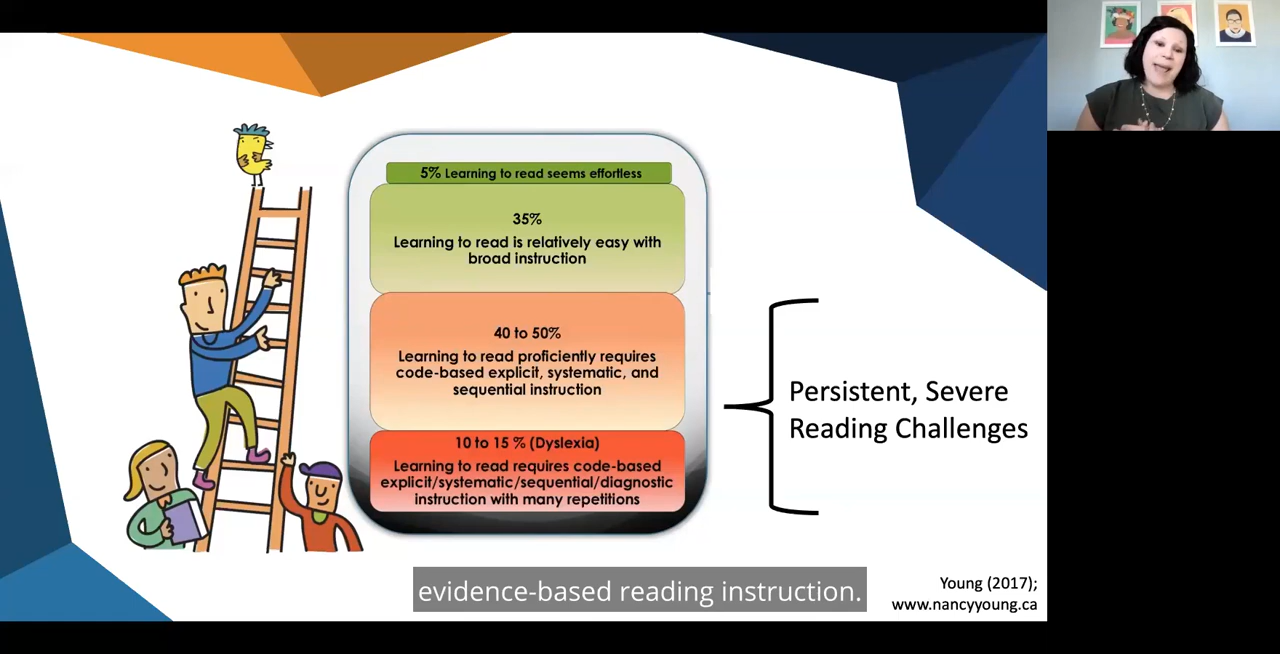 5% Learning to read seems effortless
35%
Learning to read is relatively easy with
broad instruction
40 to 50%
Learning to read proficiently requires
code-based explicit, systematic, and
sequential instruction
10 to 15 % (Dyslexia)
Learning to read requires code-based
explicit/systematic/sequential/diagnostic
instruction with many repetitions
Persistent, Severe
Reading Challenges
evidence-based reading instruction.
Young (2017);
www.nancyyoung.ca